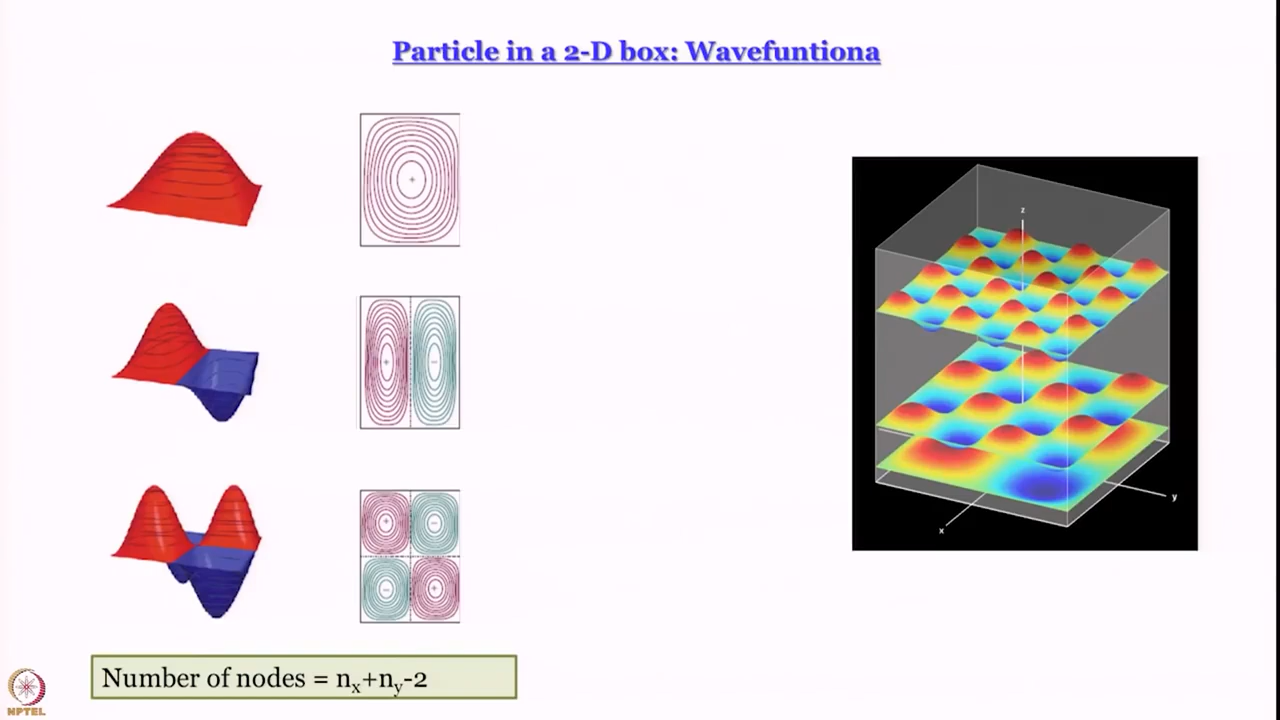 Particle in a 2-D box: Wavefuntiona
+
+
-
+
-
-
+
z
y
x
Number of nodes = nx+ny-2
NPTEL